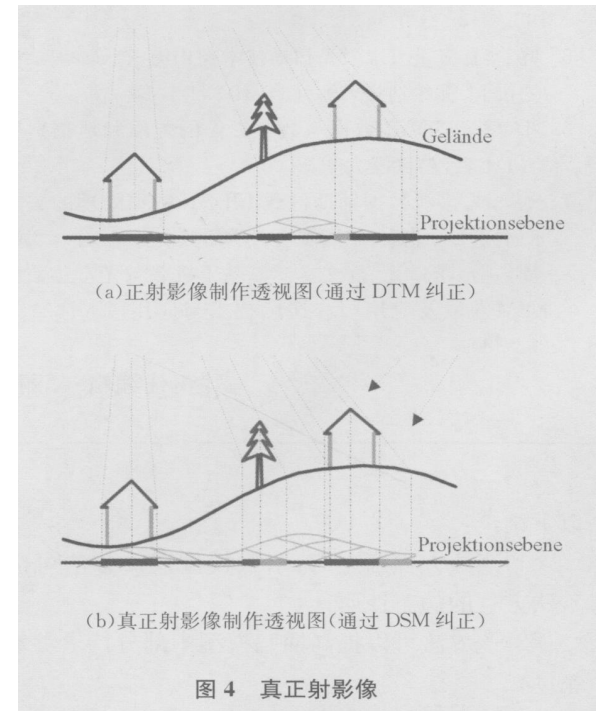 Gelände
Projektionsebene
(a)正射影像制作透视图(通过 DTM 纠正)
Projektionsebene
(b)真正射影像制作透视图(通过 DSM 纠正)
图 4 真正射影像